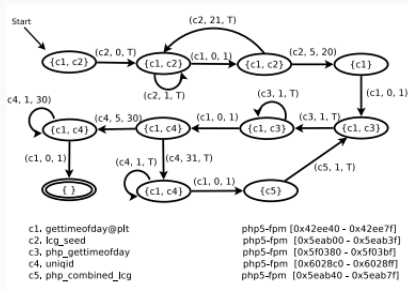 Start
(c2, 21, T)
{c1, c2}
(c2, 0, T)
{c1, c2}
(c1, 0, 1)
{c1, c2}
(c2, 5, 20)
{c1}
(c2, 1, T)
(c1, 0, 1)
c4, 1, 30)
(c3, 1, T)
{c1, c4}
(c4, 5, 30)
{c1, c4}
(c1, 0, 1)
{c1, c3}
(c3, 1, T)
{c1, c3}
(c1, 0, 1)
(c4, 1, T)
(c4, 31, T)
(c5, 1, T)
{ }
{c1, c4}
(c1, 0, 1)
{c5}
c1. gettimeofday@plt php5-fpm [0x42ee40 - 0x42ee7f]
c2. lcg_seed php5-fpm [0x5eab00 - 0x5eab3f]
c3. php_gettimeofday php5-fpm [0x5f0380 - 0x5f03bf]
c4. uniqid php5-fpm [0x6028c0 - 0x6028ff]
c5. php_combined_lcg php5-fpm [0x5eab40 - 0x5eab7f]